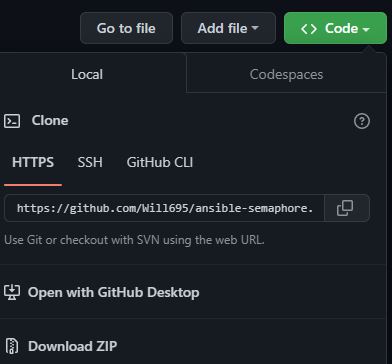 Go to file Add file <> Code
Local Codespaces
Clone
HTTPS SSH GitHub CLI
https://github.com/Will695/ansible-semaphore.
Use Git or checkout with SVN using the web URL.
Open with GitHub Desktop
Download ZIP